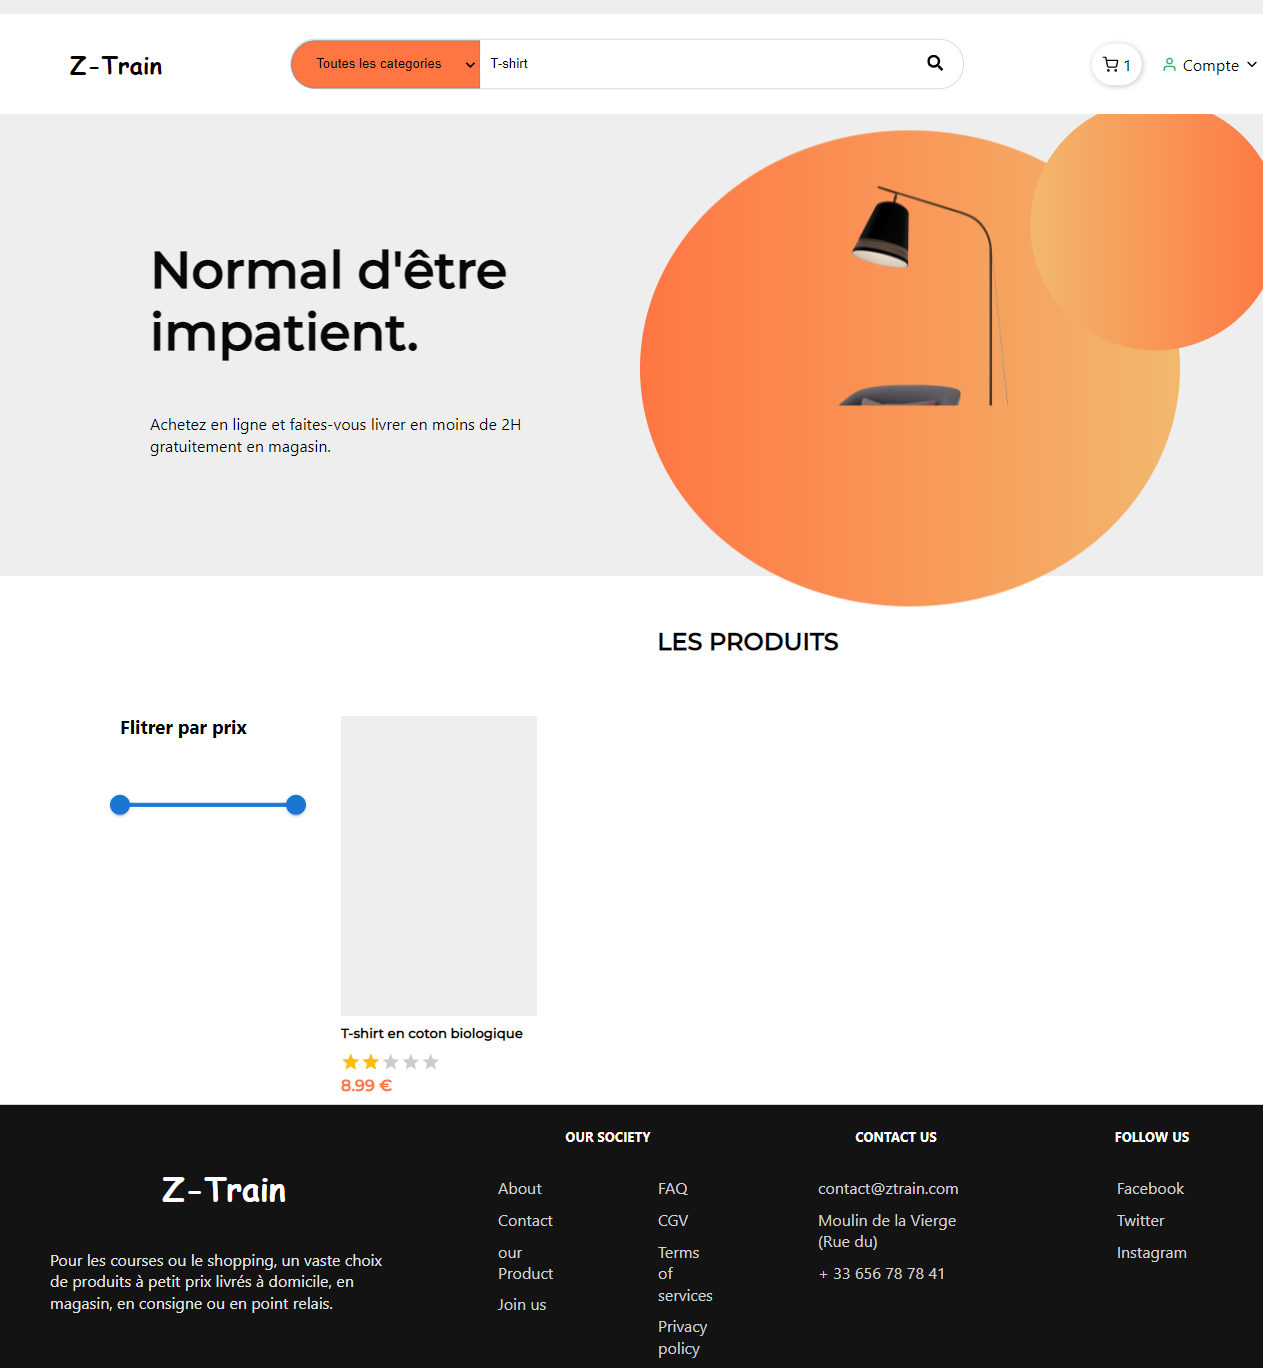 Z-Train
Toutes les categories
T-shirt
1
Compte
Normal d'être
impatient.
Achetez en ligne et faites-vous livrer en moins de 2H
gratuitement en magasin.
LES PRODUITS
Flitrer par prix
T-shirt en coton biologique
8.99 €
Z-Train
Pour les courses ou le shopping, un vaste choix
de produits à petit prix livrés à domicile, en
magasin, en consigne ou en point relais.
OUR SOCIETY
About
Contact
our
Product
Join us
FAQ
CGV
Terms
of
services
Privacy
policy
CONTACT US
contact@ztrain.com
Moulin de la Vierge
(Rue du)
+ 33 656 78 78 41
FOLLOW US
Facebook
Twitter
Instagram